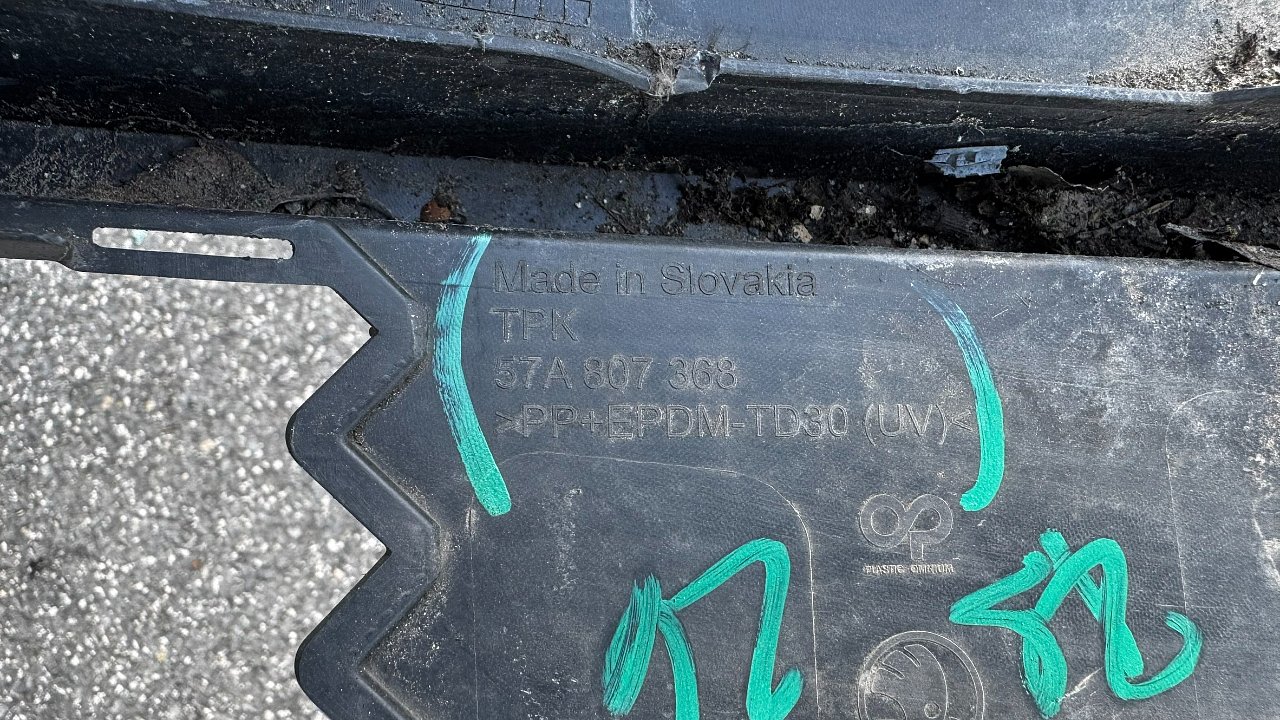 Made in Slovakia
TPK
57A 807 368
>PP+EPDM-TD30 (UV)<
PLASTIC OMNIUM